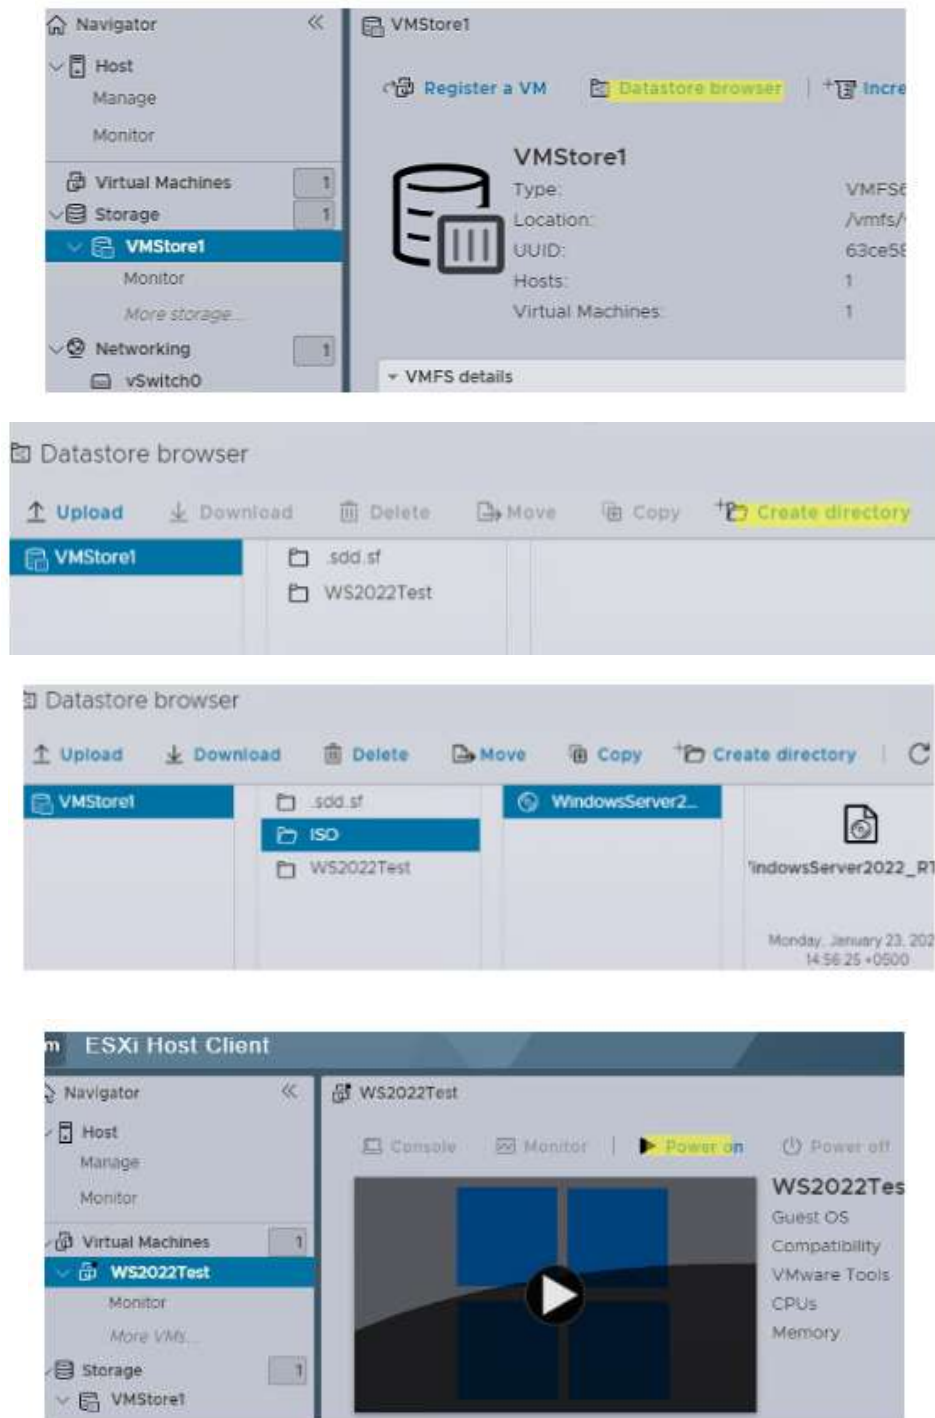 Navigator
VMStore1
Host
Manage
Monitor
Register a VM
Datastore browser
Incre
Virtual Machines 1
Storage 1
VMStore1
Monitor
More storage...
Networking 1
vSwitch0
VMStore1
Type: VMFS6
Location: /vmfs/
UUID: 63ce58
Hosts: 1
Virtual Machines: 1
VMFS details
Datastore browser
Upload Download Delete Move Copy Create directory
VMStore1 .sdd.sf
WS2022Test
Datastore browser
Upload Download Delete Move Copy Create directory
VMStore1 .sdd.sf WindowsServer2...
ISO
WS2022Test
indowsServer2022_RT
Monday, January 23, 202
14:56:25 +0500
m ESXi Host Client
Navigator
WS2022Test
Host
Manage
Monitor
Console Monitor Power on Power off
Virtual Machines 1
WS2022Test
Monitor
More VMs...
Storage 1
VMStore1
WS2022Tes
Guest OS
Compatibility
VMware Tools
CPUs
Memory